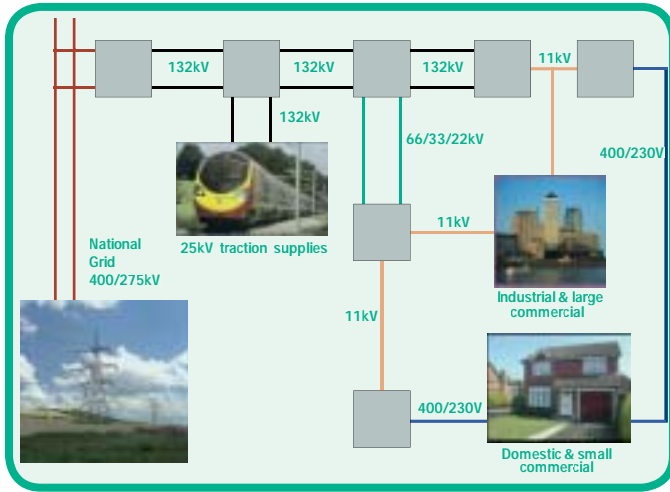 11kV
132kV
132kV
132kV
132kV
66/33/22kV
400/230V
11kV
National
Grid
400/275kV
25kV traction supplies
Industrial & large
commercial
11kV
400/230V
Domestic & small
commercial